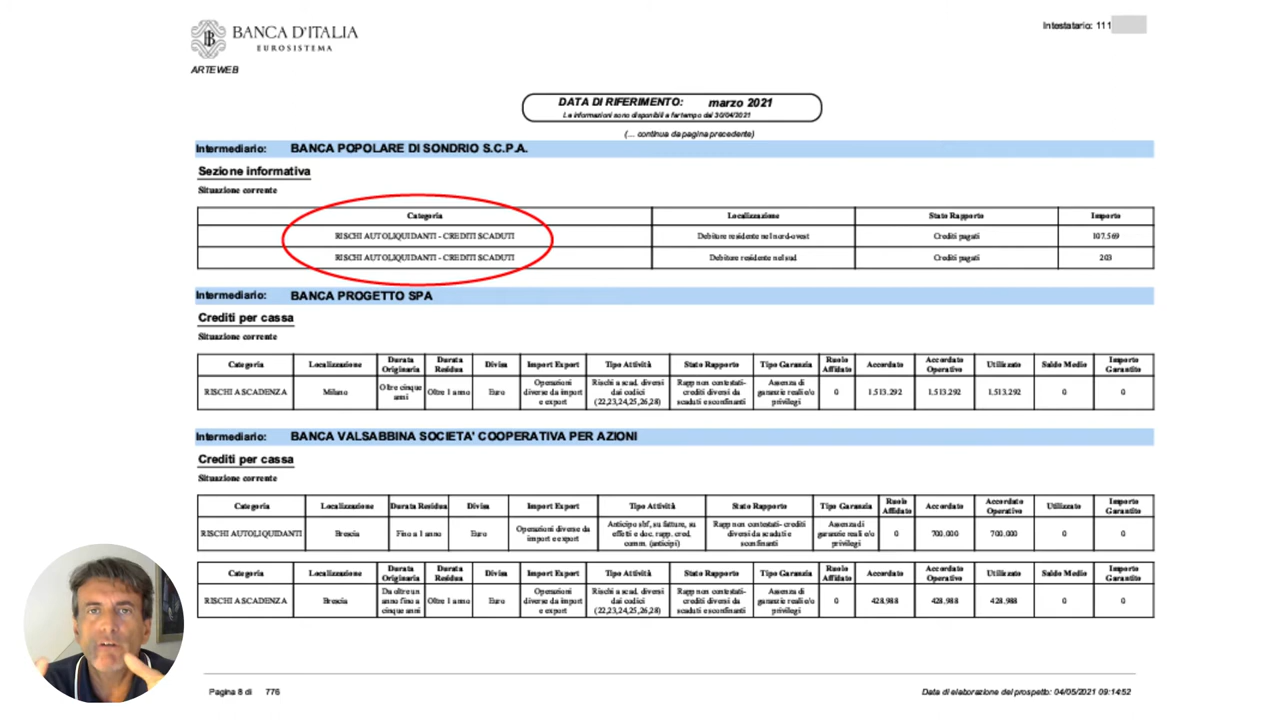 BANCA D'ITALIA
EUROSISTEMA
Intestatario: 111
ARTEWEB
DATA DI RIFERIMENTO: marzo 2021
Le informazioni sono disponibili a far tempo dal 30/04/2021
(... continua da pagina precedente)
Intermediario: BANCA POPOLARE DI SONDRIO S.C.P.A.
Sezione informativa
Situazione corrente
Categoria Localizzazione Stato Rapporto Importo
RISCHI AUTOLIQUIDANTI - CREDITI SCADUTI Debitore residente nel nord-ovest Crediti pagati 107.569
RISCHI AUTOLIQUIDANTI - CREDITI SCADUTI Debitore residente nel sud Crediti pagati 203
Intermediario: BANCA PROGETTO SPA
Crediti per cassa
Situazione corrente
Categoria Localizzazione Durata Originaria Durata Residua Divisa Import Export Tipo Attività Stato Rapporto Tipo Garanzia Ruolo Affidato Accordato Accordato Operativo Utilizzato Saldo Medio Importo Garantito
RISCHI A SCADENZA Milano Oltre cinque anni Oltre 1 anno Euro Operazioni diverse da import e export Rischi a scad. diversi dai codici (22,23,24,25,26,28) Rapp non contestati- crediti diversi da scaduti e sconfinanti Assenza di garanzie reali e/o privilegi 0 1.513.292 1.513.292 1.513.292 0 0
Intermediario: BANCA VALSABBINA SOCIETA' COOPERATIVA PER AZIONI
Crediti per cassa
Situazione corrente
Categoria Localizzazione Durata Residua Divisa Import Export Tipo Attività Stato Rapporto Tipo Garanzia Ruolo Affidato Accordato Accordato Operativo Utilizzato Importo Garantito
RISCHI AUTOLIQUIDANTI Brescia Fino a 1 anno Euro Operazioni diverse da import e export Anticipo sbf, su fatture, su effetti e doc. rapp. cred. comm. (anticipi) Rapp non contestati- crediti diversi da scaduti e sconfinanti Assenza di garanzie reali e/o privilegi 0 700.000 700.000 0 0
Categoria Localizzazione Durata Originaria Durata Residua Divisa Import Export Tipo Attività Stato Rapporto Tipo Garanzia Ruolo Affidato Accordato Accordato Operativo Utilizzato Saldo Medio Importo Garantito
RISCHI A SCADENZA Brescia Da oltre un anno fino a cinque anni Oltre 1 anno Euro Operazioni diverse da import e export Rischi a scad. diversi dai codici (22,23,24,25,26,28) Rapp non contestati- crediti diversi da scaduti e sconfinanti Assenza di garanzie reali e/o privilegi 0 428.988 428.988 428.988 0 0
Pagina 8 di 776
Data di elaborazione del prospetto: 04/05/2021 09:14:52